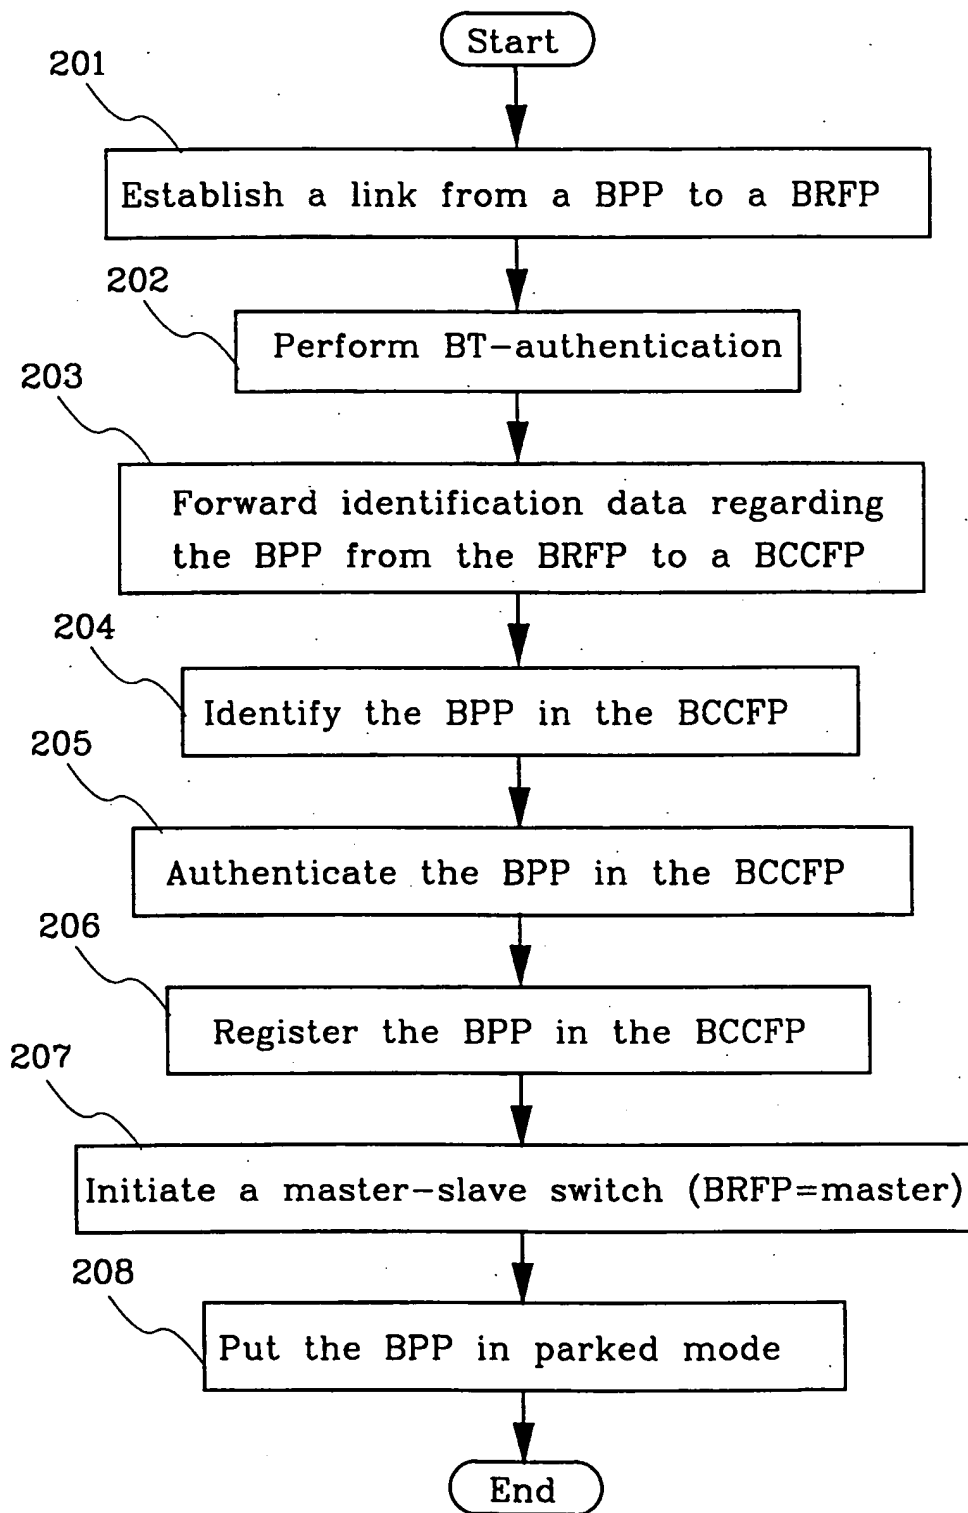 Start
201
Establish a link from a BPP to a BRFP
202
Perform BT-authentication
203
Forward identification data regarding
the BPP from the BRFP to a BCCFP
204
Identify the BPP in the BCCFP
205
Authenticate the BPP in the BCCFP
206
Register the BPP in the BCCFP
207
Initiate a master-slave switch (BRFP=master)
208
Put the BPP in parked mode
End